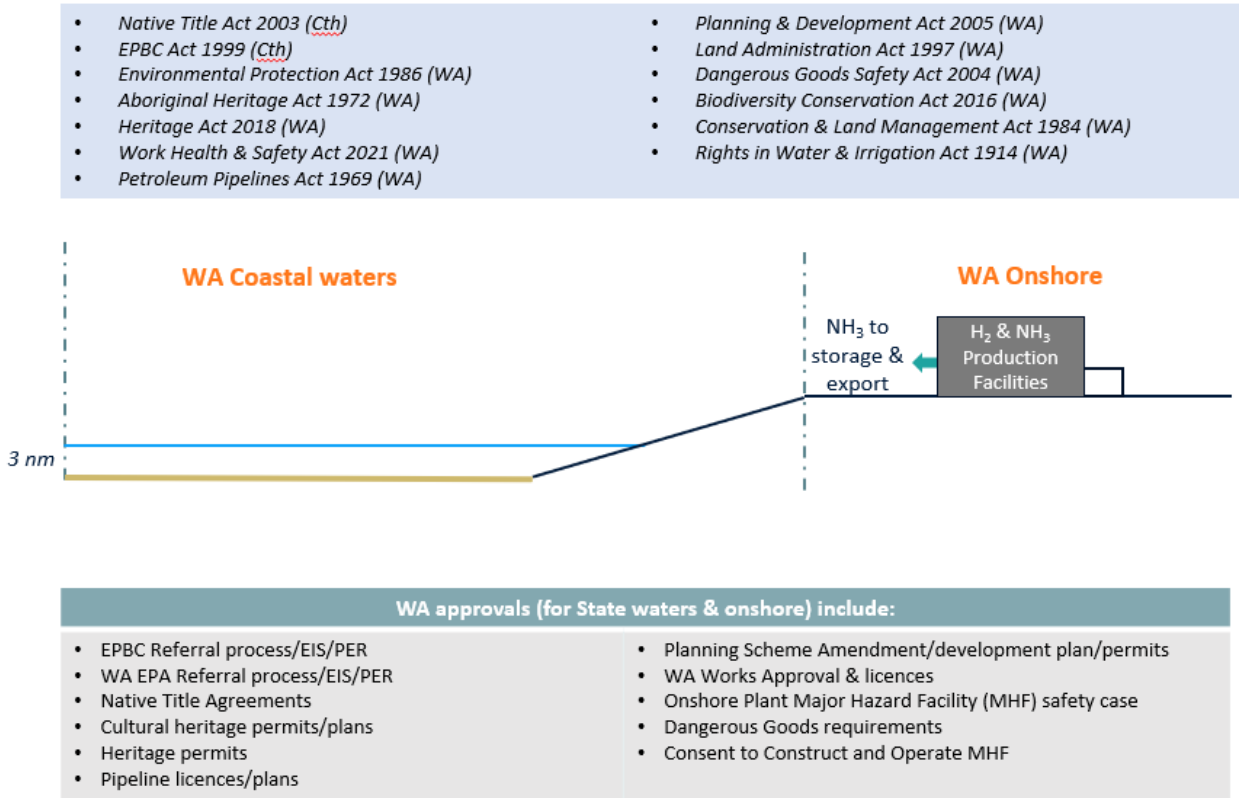 • Native Title Act 2003 (Cth)
• EPBC Act 1999 (Cth)
• Environmental Protection Act 1986 (WA)
• Aboriginal Heritage Act 1972 (WA)
• Heritage Act 2018 (WA)
• Work Health & Safety Act 2021 (WA)
• Petroleum Pipelines Act 1969 (WA)
• Planning & Development Act 2005 (WA)
• Land Administration Act 1997 (WA)
• Dangerous Goods Safety Act 2004 (WA)
• Biodiversity Conservation Act 2016 (WA)
• Conservation & Land Management Act 1984 (WA)
• Rights in Water & Irrigation Act 1914 (WA)
WA Coastal waters
WA Onshore
NH₃ to
storage &
export
H₂ & NH₃
Production
Facilities
3 nm
WA approvals (for State waters & onshore) include:
• EPBC Referral process/EIS/PER
• WA EPA Referral process/EIS/PER
• Native Title Agreements
• Cultural heritage permits/plans
• Heritage permits
• Pipeline licences/plans
• Planning Scheme Amendment/development plan/permits
• WA Works Approval & licences
• Onshore Plant Major Hazard Facility (MHF) safety case
• Dangerous Goods requirements
• Consent to Construct and Operate MHF